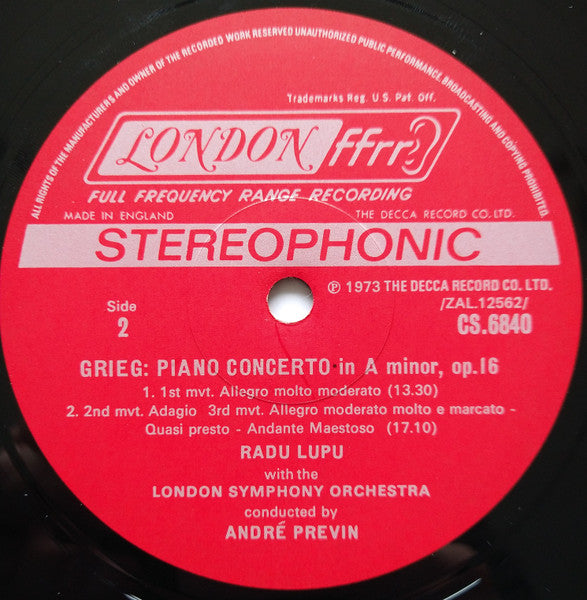 ALL RIGHTS OF THE MANUFACTURERS AND OWNER OF THE RECORDED WORK RESERVED UNAUTHORIZED PUBLIC PERFORMANCE, BROADCASTING AND COPYING PROHIBITED.
Trademarks Reg. U.S. Pat. Off.
LONDON ffrr
FULL FREQUENCY RANGE RECORDING
MADE IN ENGLAND THE DECCA RECORD CO. LTD.
STEREOPHONIC
℗ 1973 THE DECCA RECORD CO. LTD.
Side /ZAL.12562/
2 CS.6840
GRIEG: PIANO CONCERTO in A minor, op.16
1. 1st mvt. Allegro molto moderato (13.30)
2. 2nd mvt. Adagio 3rd mvt. Allegro moderato molto e marcato -
Quasi presto - Andante Maestoso (17.10)
RADU LUPU
with the
LONDON SYMPHONY ORCHESTRA
conducted by
ANDRÉ PREVIN